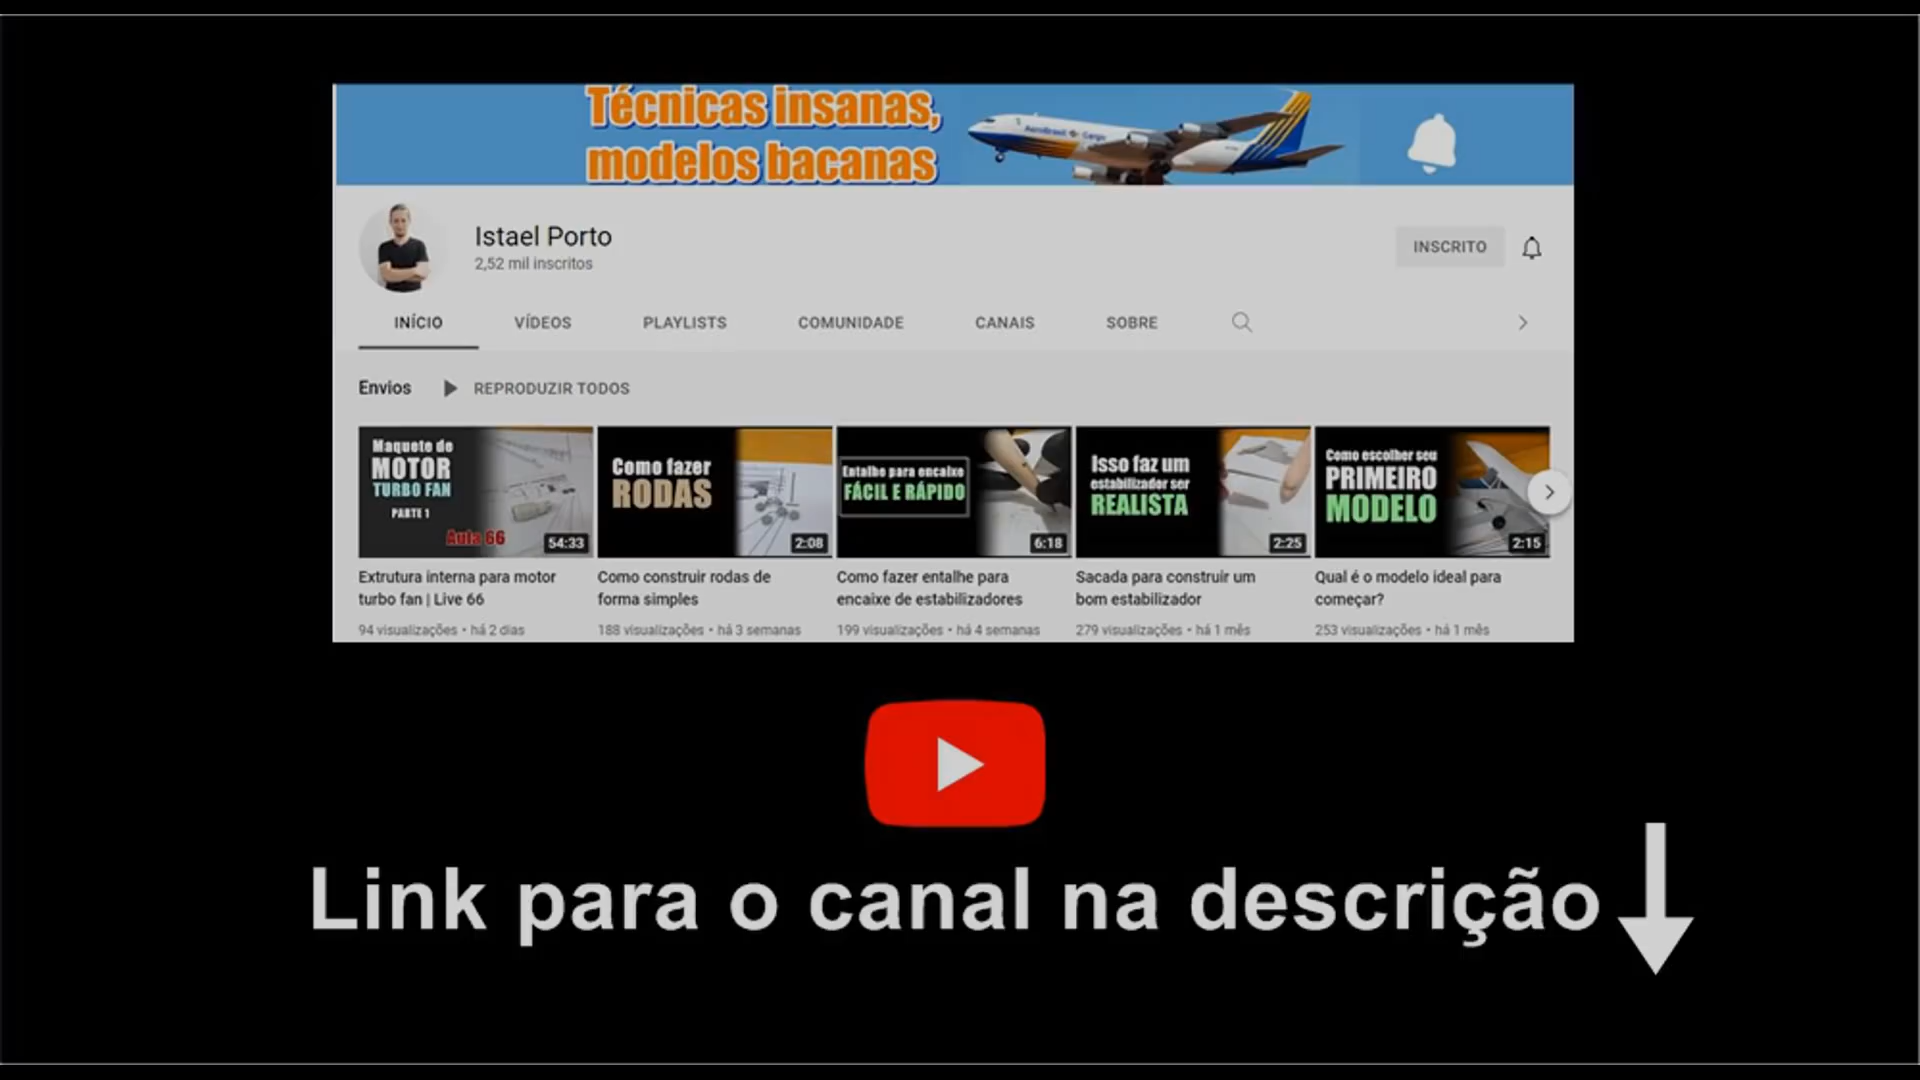 Técnicas insanas,
modelos bacanas
AeroBrasil Cargo
Istael Porto
2,52 mil inscritos
INSCRITO
INÍCIO VÍDEOS PLAYLISTS COMUNIDADE CANAIS SOBRE
Envios REPRODUZIR TODOS
Maquete de
MOTOR
TURBO FAN
PARTE 1
Aula 66
54:33
Como fazer
RODAS
2:08
Entalhe para encaixe
FÁCIL E RÁPIDO
6:18
Isso faz um
estabilizador ser
REALISTA
2:25
Como escolher seu
PRIMEIRO
MODELO
2:15
Extrutura interna para motor
turbo fan | Live 66
94 visualizações • há 2 dias
Como construir rodas de
forma simples
188 visualizações • há 3 semanas
Como fazer entalhe para
encaixe de estabilizadores
199 visualizações • há 4 semanas
Sacada para construir um
bom estabilizador
279 visualizações • há 1 mês
Qual é o modelo ideal para
começar?
253 visualizações • há 1 mês
Link para o canal na descrição